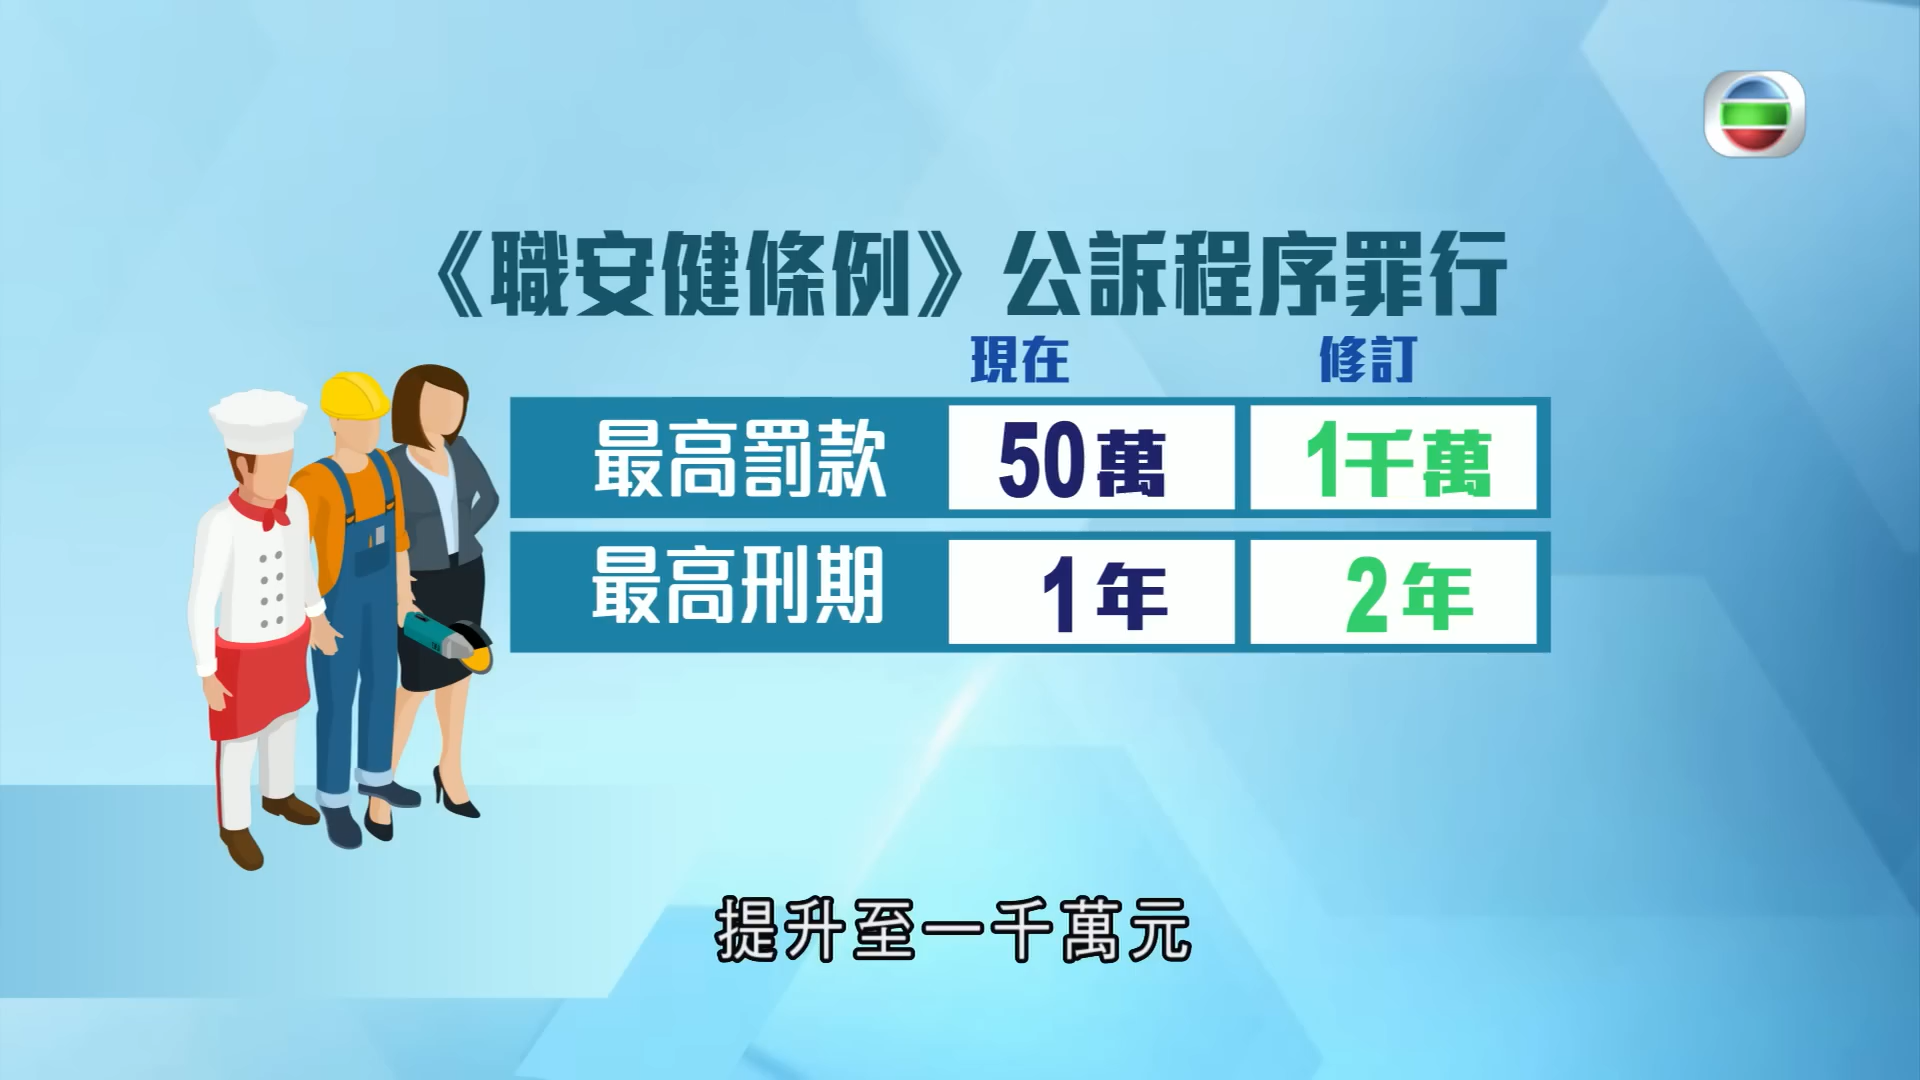 《職安健條例》公訴程序罪行
現在 修訂
最高罰款 50萬 1千萬
最高刑期 1年 2年
提升至一千萬元